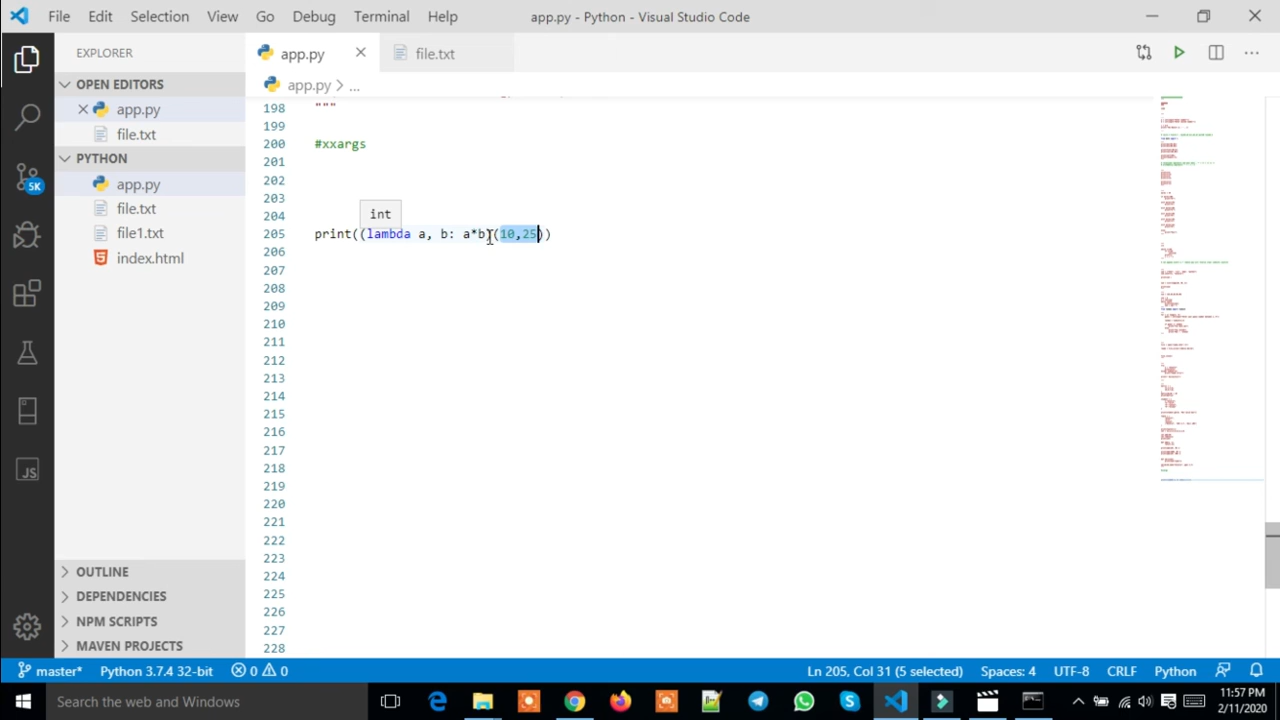 File Edit Selection View Go Debug Terminal Help app.py - Python - Visual Studio Code
EXPLORER
app.py
file.txt
OPEN EDITORS
app.py
file.txt
PYTHON
app.py
file.txt
file1.txt
index.html
OUTLINE
DEPENDENCIES
NPM SCRIPTS
MAVEN PROJECTS
5K
JS
app.py > ...
198 """
199
200 #xxargs
201
202
203
204
int
205 print((lambda a, b: a*b)(10,25))
206
207
208
209
210
211
212
213
214
215
216
217
218
219
220
221
222
223
224
225
226
227
228
master* Python 3.7.4 32-bit 0 0 Ln 205, Col 31 (5 selected) Spaces: 4 UTF-8 CRLF Python
Search the web and Windows
11:57 PM
2/11/2020